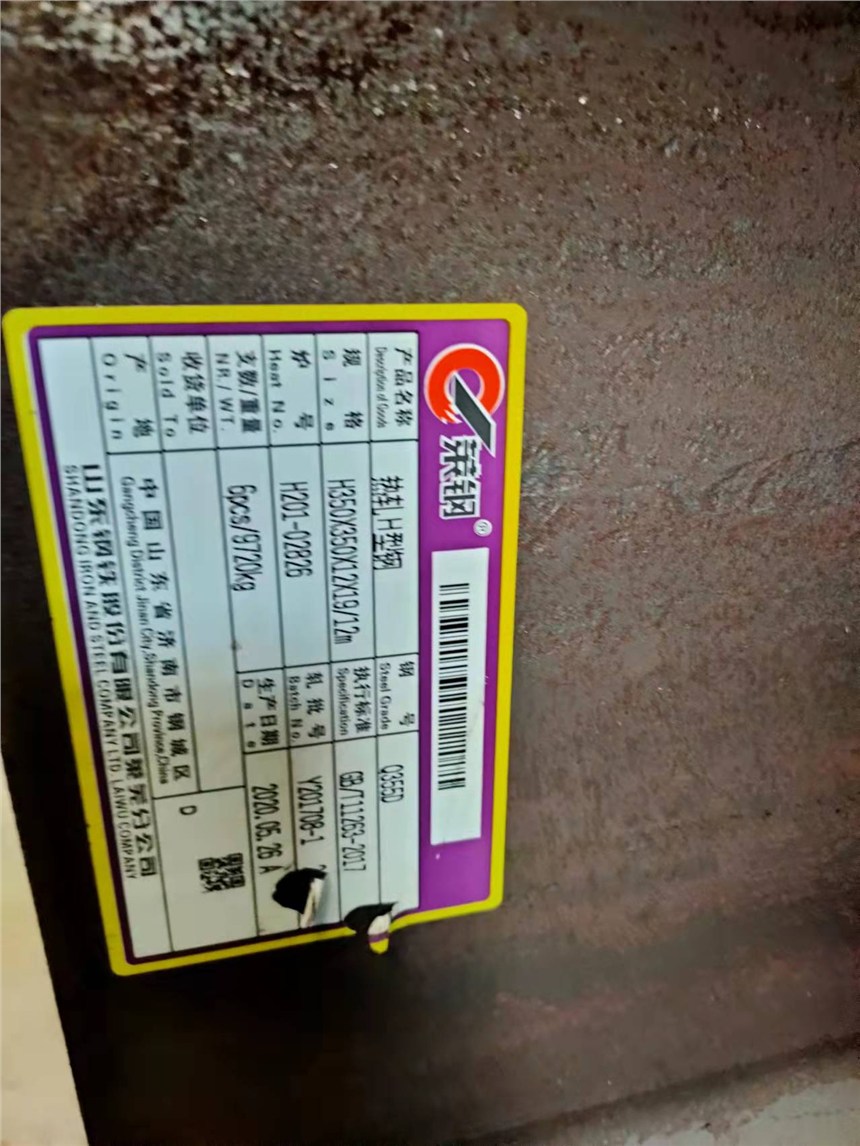 莱钢®
产品名称 热轧H型钢 钢号 Q355D
Description of Goods Steel Grade
规格 H350X350X12X19/12m 执行标准 GB/T11263-2017
Size Specification
炉号 H201-02826 轧批号 Y201708-1
Heat No. Batch No.
支数/重量 6pcs/9720kg 生产日期 2020.05.26 A
NR/WT. Date
收货单位
Sold To
D
产地 中国山东省济南市钢城区
Origin Gangcheng District Jinan City, Shandong Province, China
山东钢铁股份有限公司莱芜分公司
SHANDONG IRON AND STEEL COMPANY LTD. LAIWU COMPANY